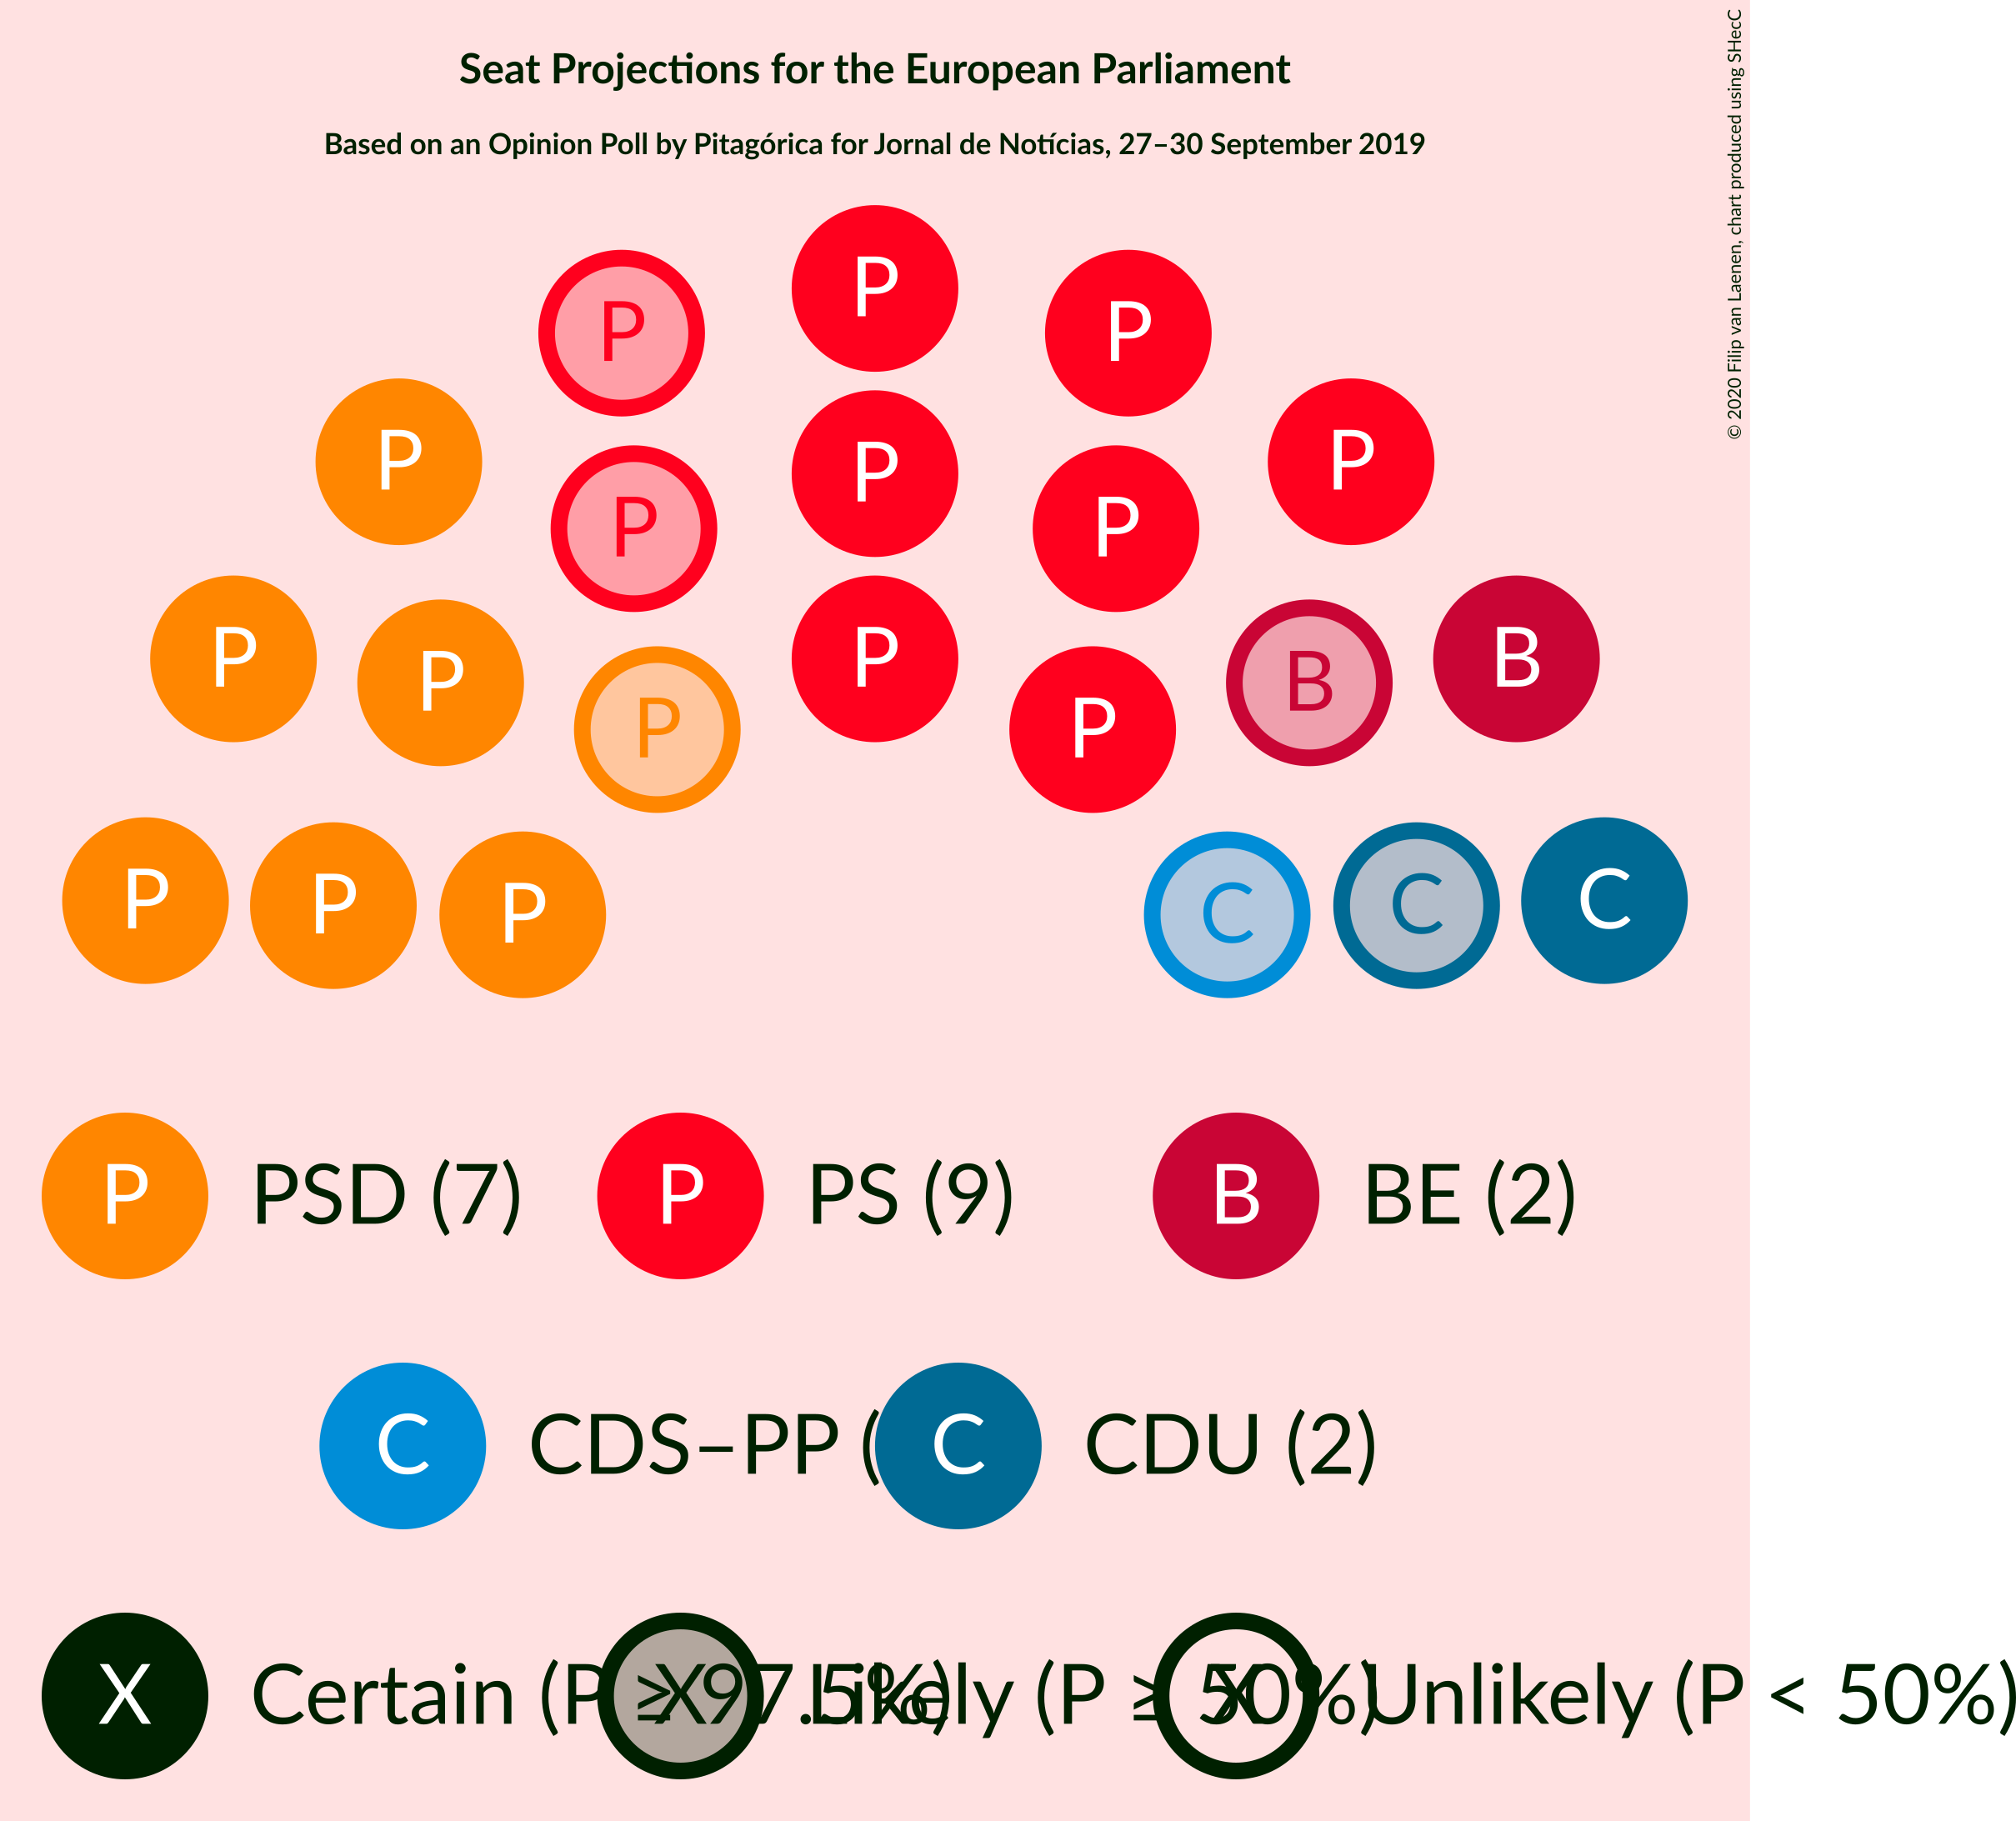 Seat Projections for the European Parliament
Based on an Opinion Poll by Pitagórica for Jornal de Notícias, 27–30 September 2019
© 2020 Filip van Laenen, chart produced using SHecC
P
P P
P P
P
P P
P P
P B
P P B
P P
P P P C C C
P PSD (7) P PS (9) B BE (2)
C CDS–PP ( C CDU (2)
X Certain (P ≥ 97.5%) X Likely (P ≥ 50%) X Unlikely (P < 50%)